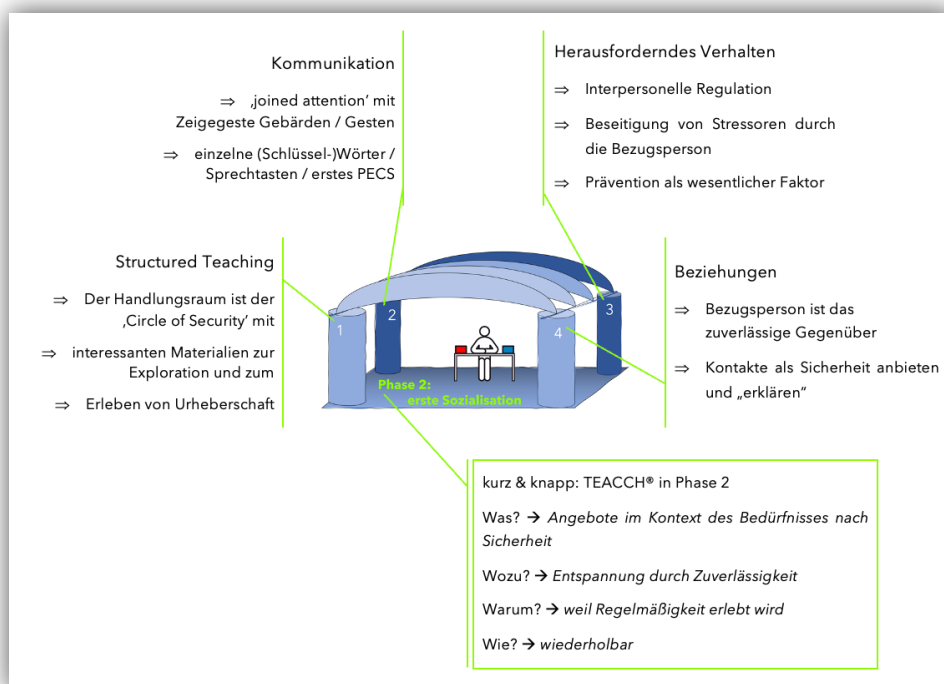 Kommunikation
⇒ ‚joined attention' mit
Zeigegeste Gebärden / Gesten
⇒ einzelne (Schlüssel-)Wörter /
Sprechtasten / erstes PECS
Herausforderndes Verhalten
⇒ Interpersonelle Regulation
⇒ Beseitigung von Stressoren durch
die Bezugsperson
⇒ Prävention als wesentlicher Faktor
Structured Teaching
⇒ Der Handlungsraum ist der
‚Circle of Security' mit
⇒ interessanten Materialien zur
Exploration und zum
⇒ Erleben von Urheberschaft
1
2
3
4
Phase 2:
erste Sozialisation
Beziehungen
⇒ Bezugsperson ist das
zuverlässige Gegenüber
⇒ Kontakte als Sicherheit anbieten
und „erklären"
kurz & knapp: TEACCH® in Phase 2
Was? → Angebote im Kontext des Bedürfnisses nach
Sicherheit
Wozu? → Entspannung durch Zuverlässigkeit
Warum? → weil Regelmäßigkeit erlebt wird
Wie? → wiederholbar